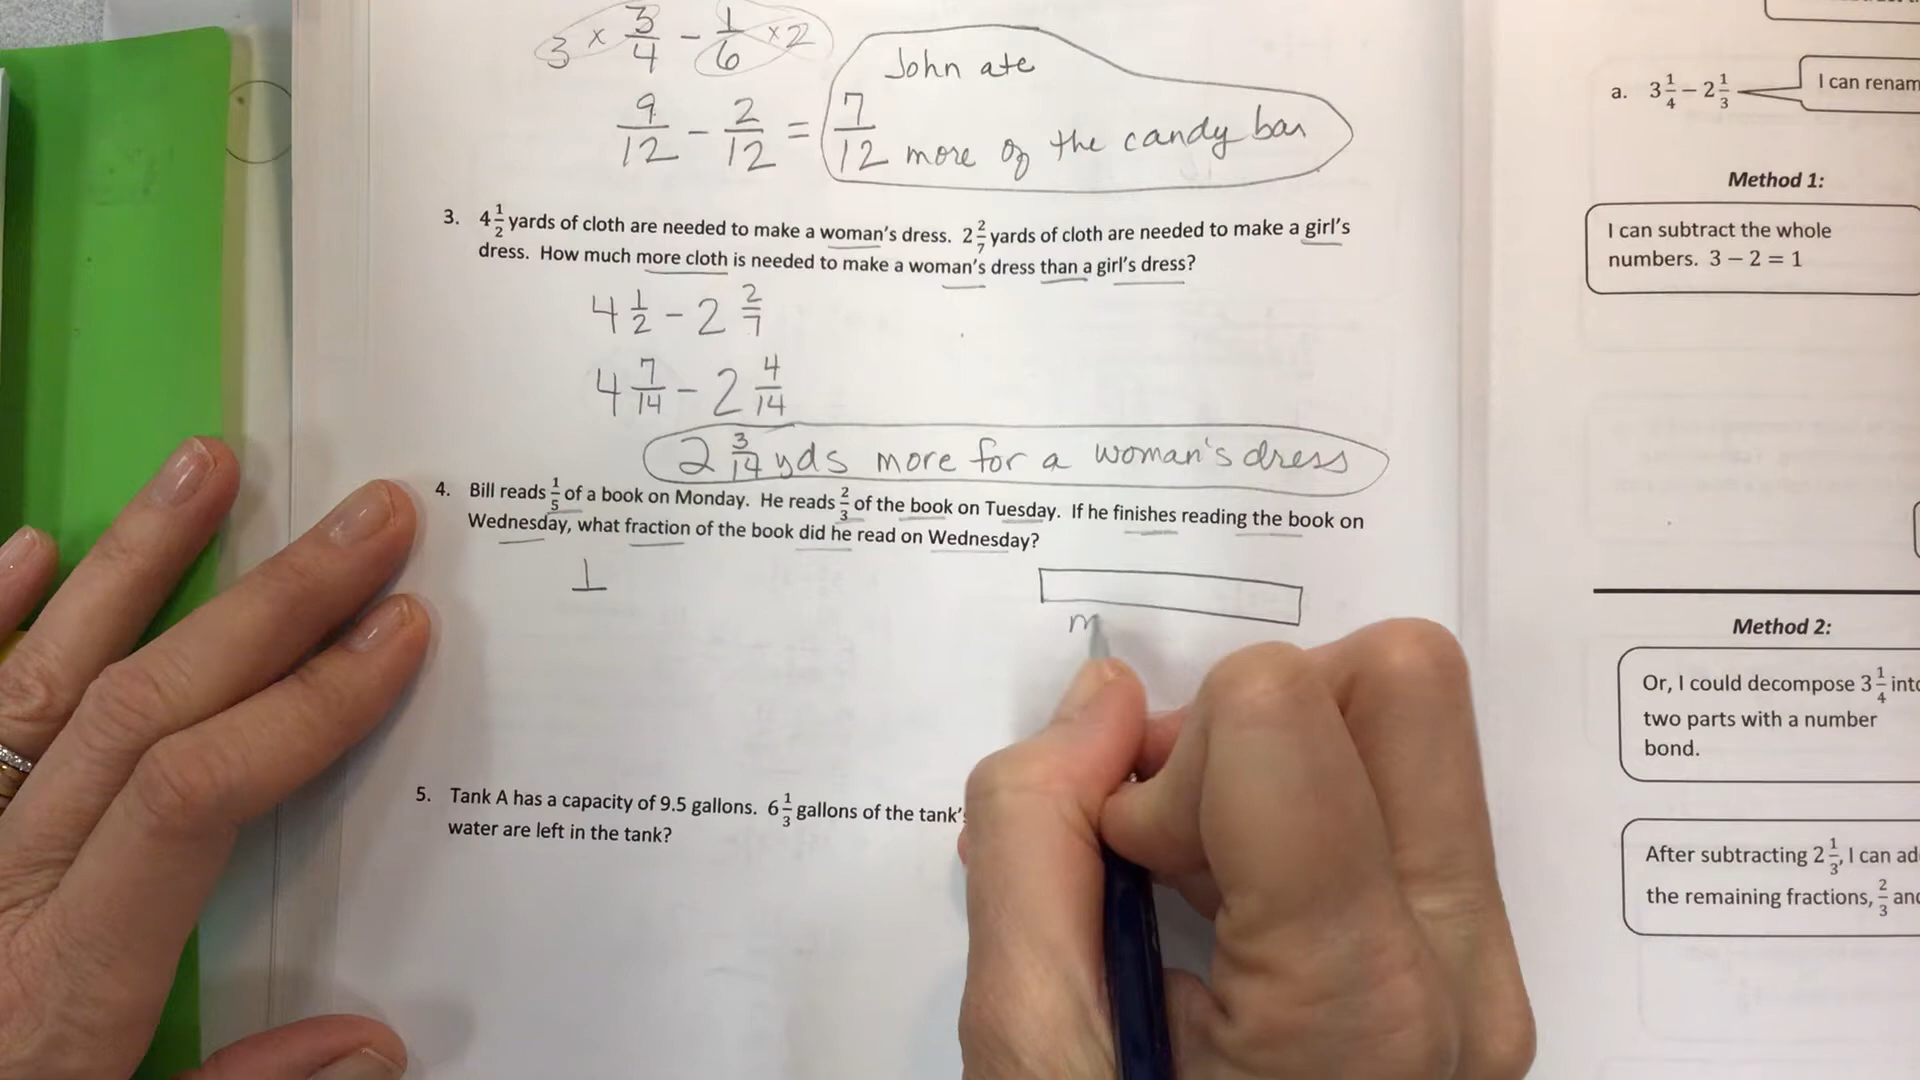 3 × 3/4 − 1/6 × 2
9/12 − 2/12 = 7/12
John ate
more of the candy bar
3. 4 1/2 yards of cloth are needed to make a woman's dress. 2 2/7 yards of cloth are needed to make a girl's
dress. How much more cloth is needed to make a woman's dress than a girl's dress?
4 1/2 − 2 2/7
4 7/14 − 2 4/14
2 3/14 yds more for a woman's dress
4. Bill reads 1/5 of a book on Monday. He reads 2/3 of the book on Tuesday. If he finishes reading the book on
Wednesday, what fraction of the book did he read on Wednesday?
1
m
5. Tank A has a capacity of 9.5 gallons. 6 1/3 gallons of the tank's
water are left in the tank?
a. 3 1/4 − 2 1/3
I can renam
Method 1:
I can subtract the whole
numbers. 3 − 2 = 1
Method 2:
Or, I could decompose 3 1/4 into
two parts with a number
bond.
After subtracting 2 1/3, I can ad
the remaining fractions, 2/3 and